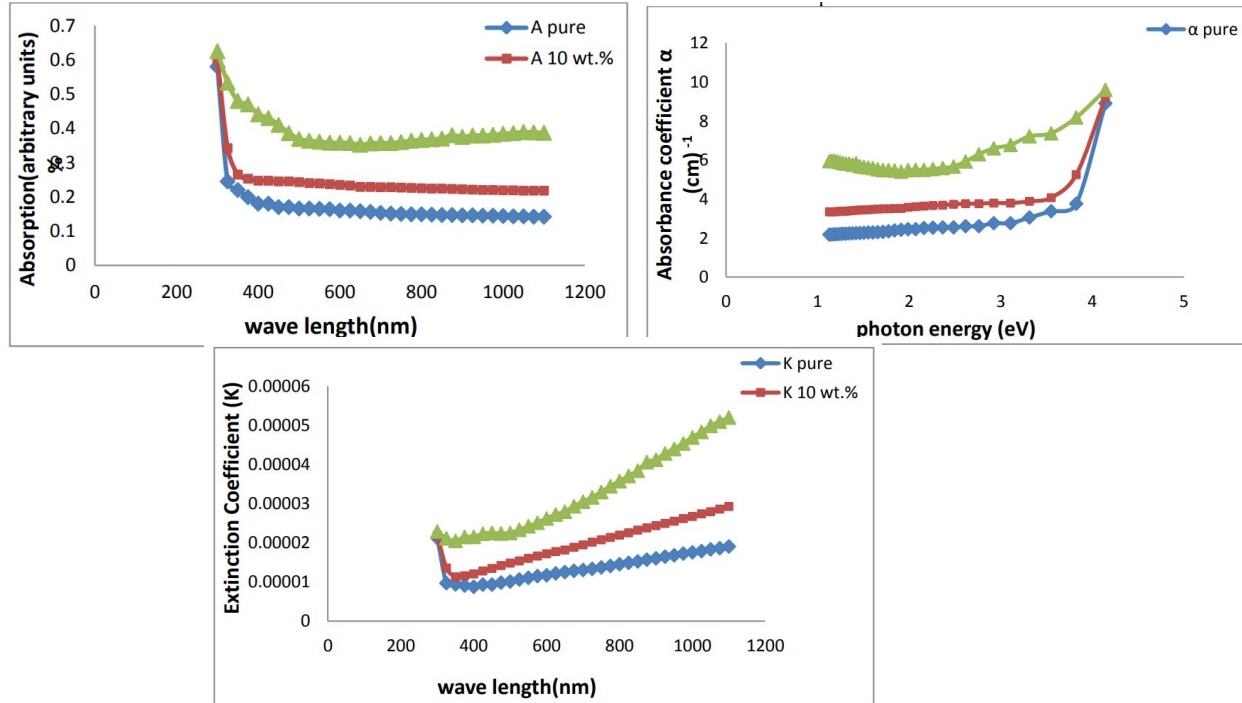 0.7
0.6
0.5
0.4
0.3
0.2
0.1
0
0 200 400 600 800 1000 1200
Absorption(arbitrary units)
%
wave length(nm)
A pure
A 10 wt.%
12
10
8
6
4
2
0
0 1 2 3 4 5
Absorbance coefficient α
(cm) -1
photon energy (eV)
α pure
0.00006
0.00005
0.00004
0.00003
0.00002
0.00001
0
0 200 400 600 800 1000 1200
Extinction Coefficient (K)
wave length(nm)
K pure
K 10 wt.%